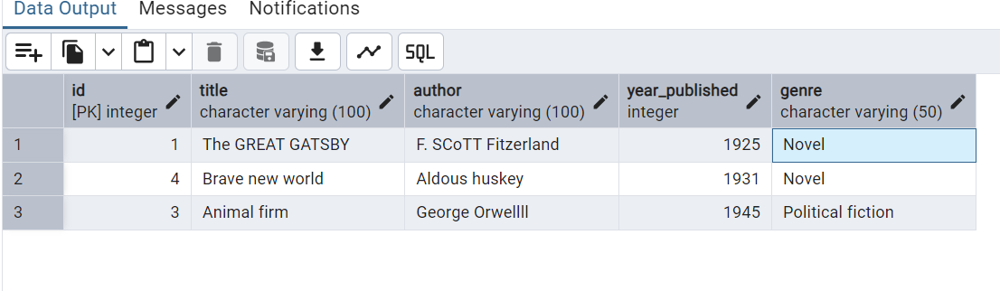 Data Output Messages Notifications
SQL
id title author year_published genre
[PK] integer character varying (100) character varying (100) integer character varying (50)
1 1 The GREAT GATSBY F. SCoTT Fitzerland 1925 Novel
2 4 Brave new world Aldous huskey 1931 Novel
3 3 Animal firm George Orwellll 1945 Political fiction